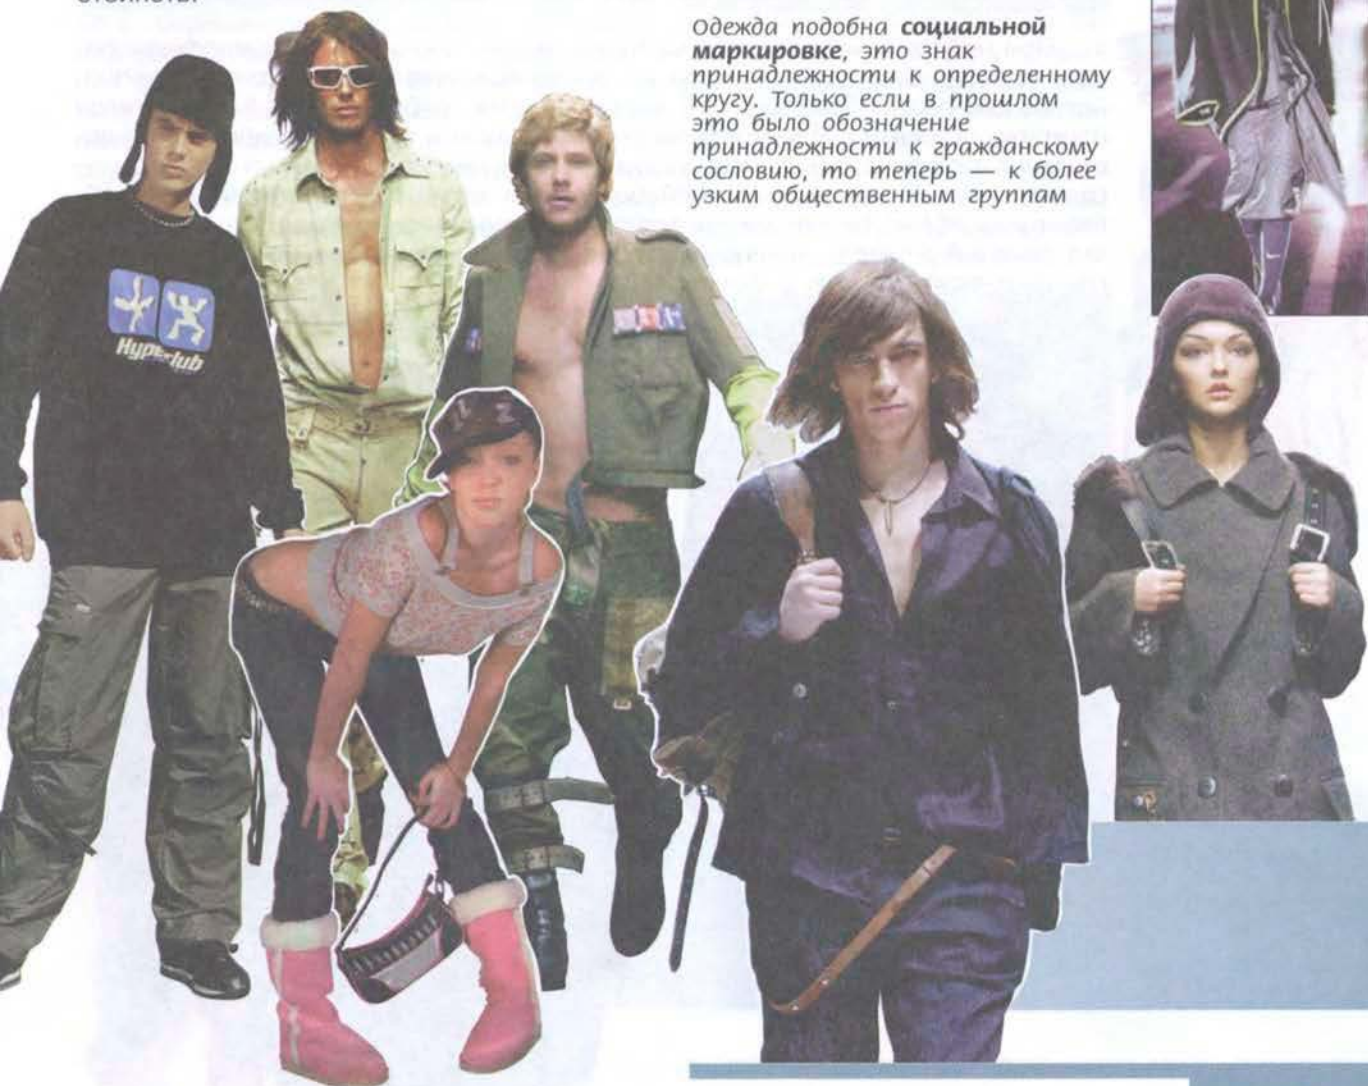 Одежда подобна социальной
маркировке, это знак
принадлежности к определенному
кругу. Только если в прошлом
это было обозначение
принадлежности к гражданскому
сословию, то теперь — к более
узким общественным группам
Hyperlub